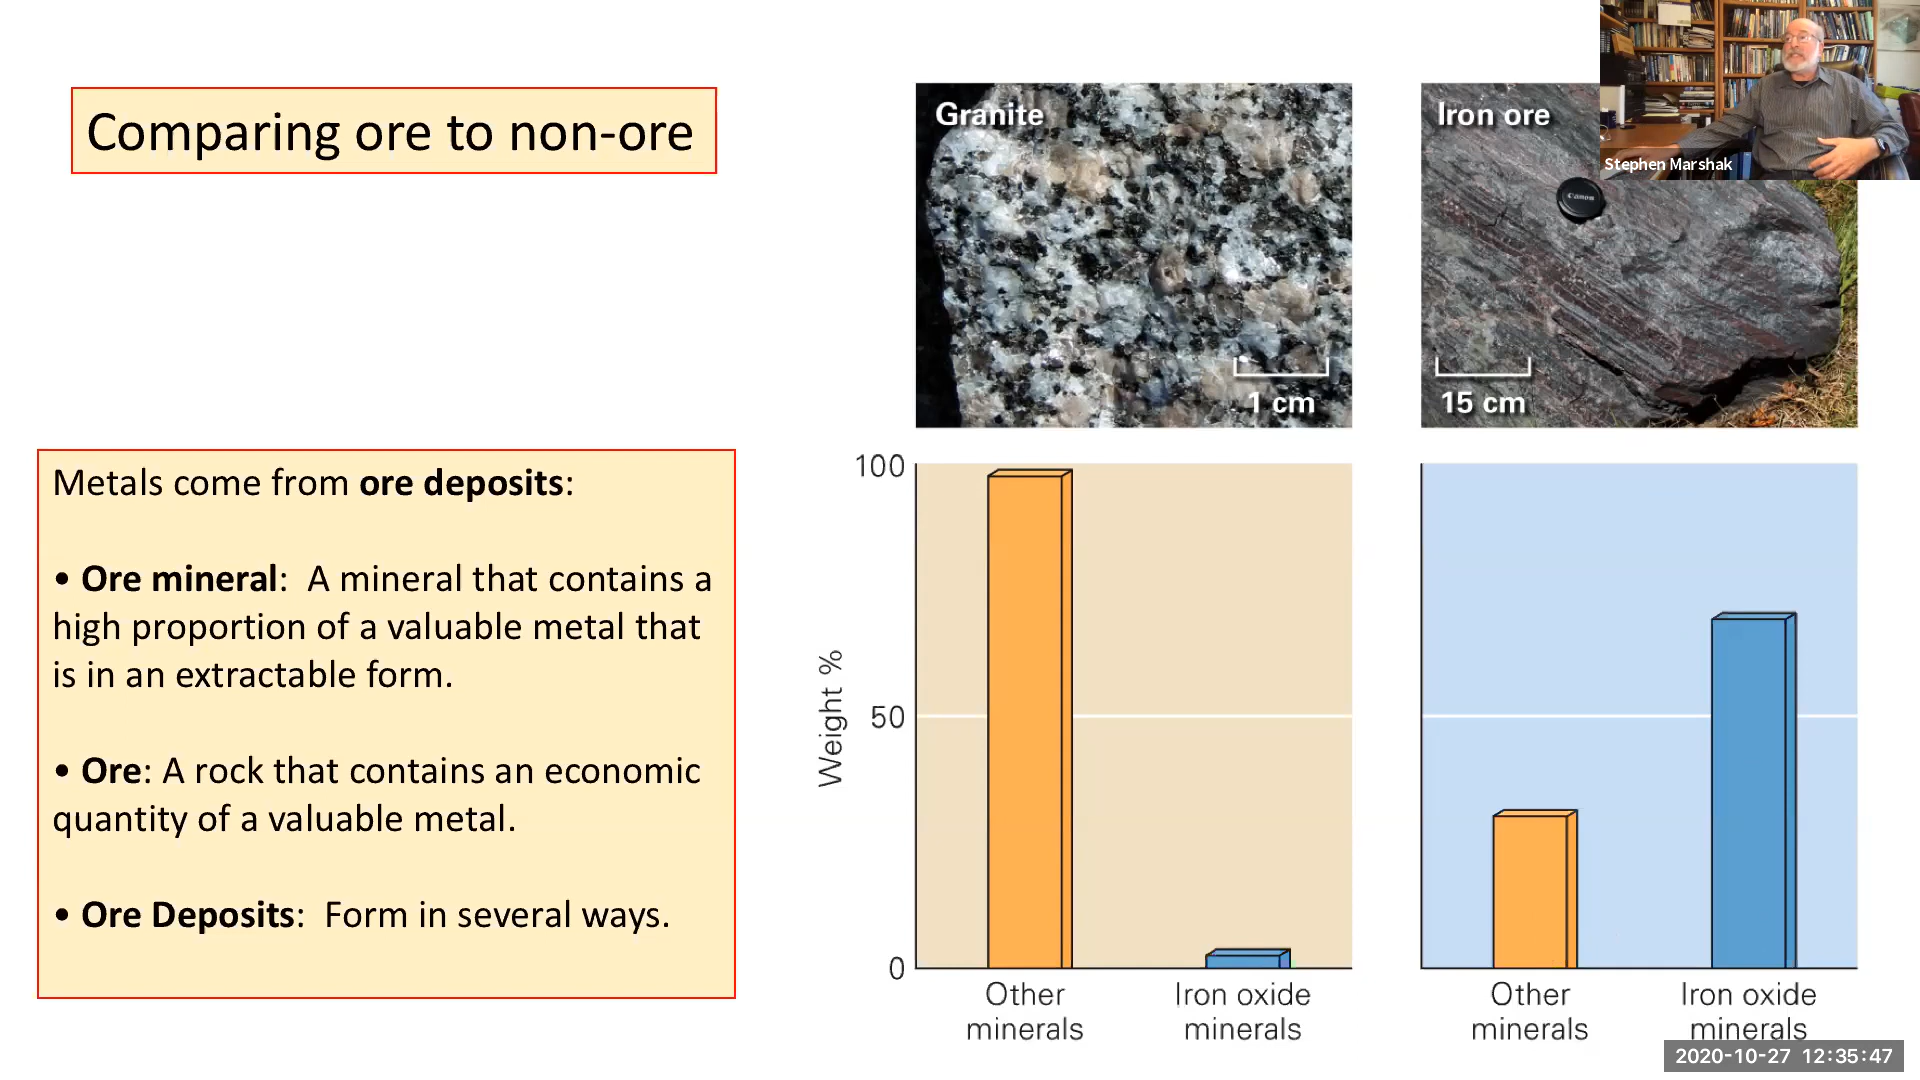 Comparing ore to non-ore
Metals come from ore deposits:
• Ore mineral:  A mineral that contains a
high proportion of a valuable metal that
is in an extractable form.
• Ore: A rock that contains an economic
quantity of a valuable metal.
• Ore Deposits:  Form in several ways.
Granite
1 cm
Iron ore
Canon
15 cm
Stephen Marshak
Weight %
100
50
0
Other
minerals
Iron oxide
minerals
Other
minerals
Iron oxide
minerals
2020-10-27 12:35:47